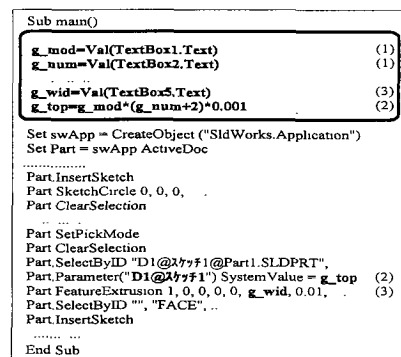 Sub main()
g_mod=Val(TextBox1.Text) (1)
g_num=Val(TextBox2.Text) (1)
.. ... ..
g_wid=Val(TextBox5.Text) (3)
g_top=g_mod*(g_num+2)*0.001 (2)
Set swApp = CreateObject ("SldWorks.Application")
Set Part = swApp ActiveDoc
...............
Part.InsertSketch
Part SketchCircle 0, 0, 0, .
Part ClearSelection
.. ... .
Part SetPickMode
Part ClearSelection
Part.SelectByID "D1@スケッチ1@Part1.SLDPRT",
Part.Parameter("D1@スケッチ1") SystemValue = g_top (2)
Part FeatureExtrusion 1, 0, 0, 0, 0, g_wid, 0.01, . (3)
Part.SelectByID "", "FACE", ..
Part.InsertSketch
....... ...
End Sub